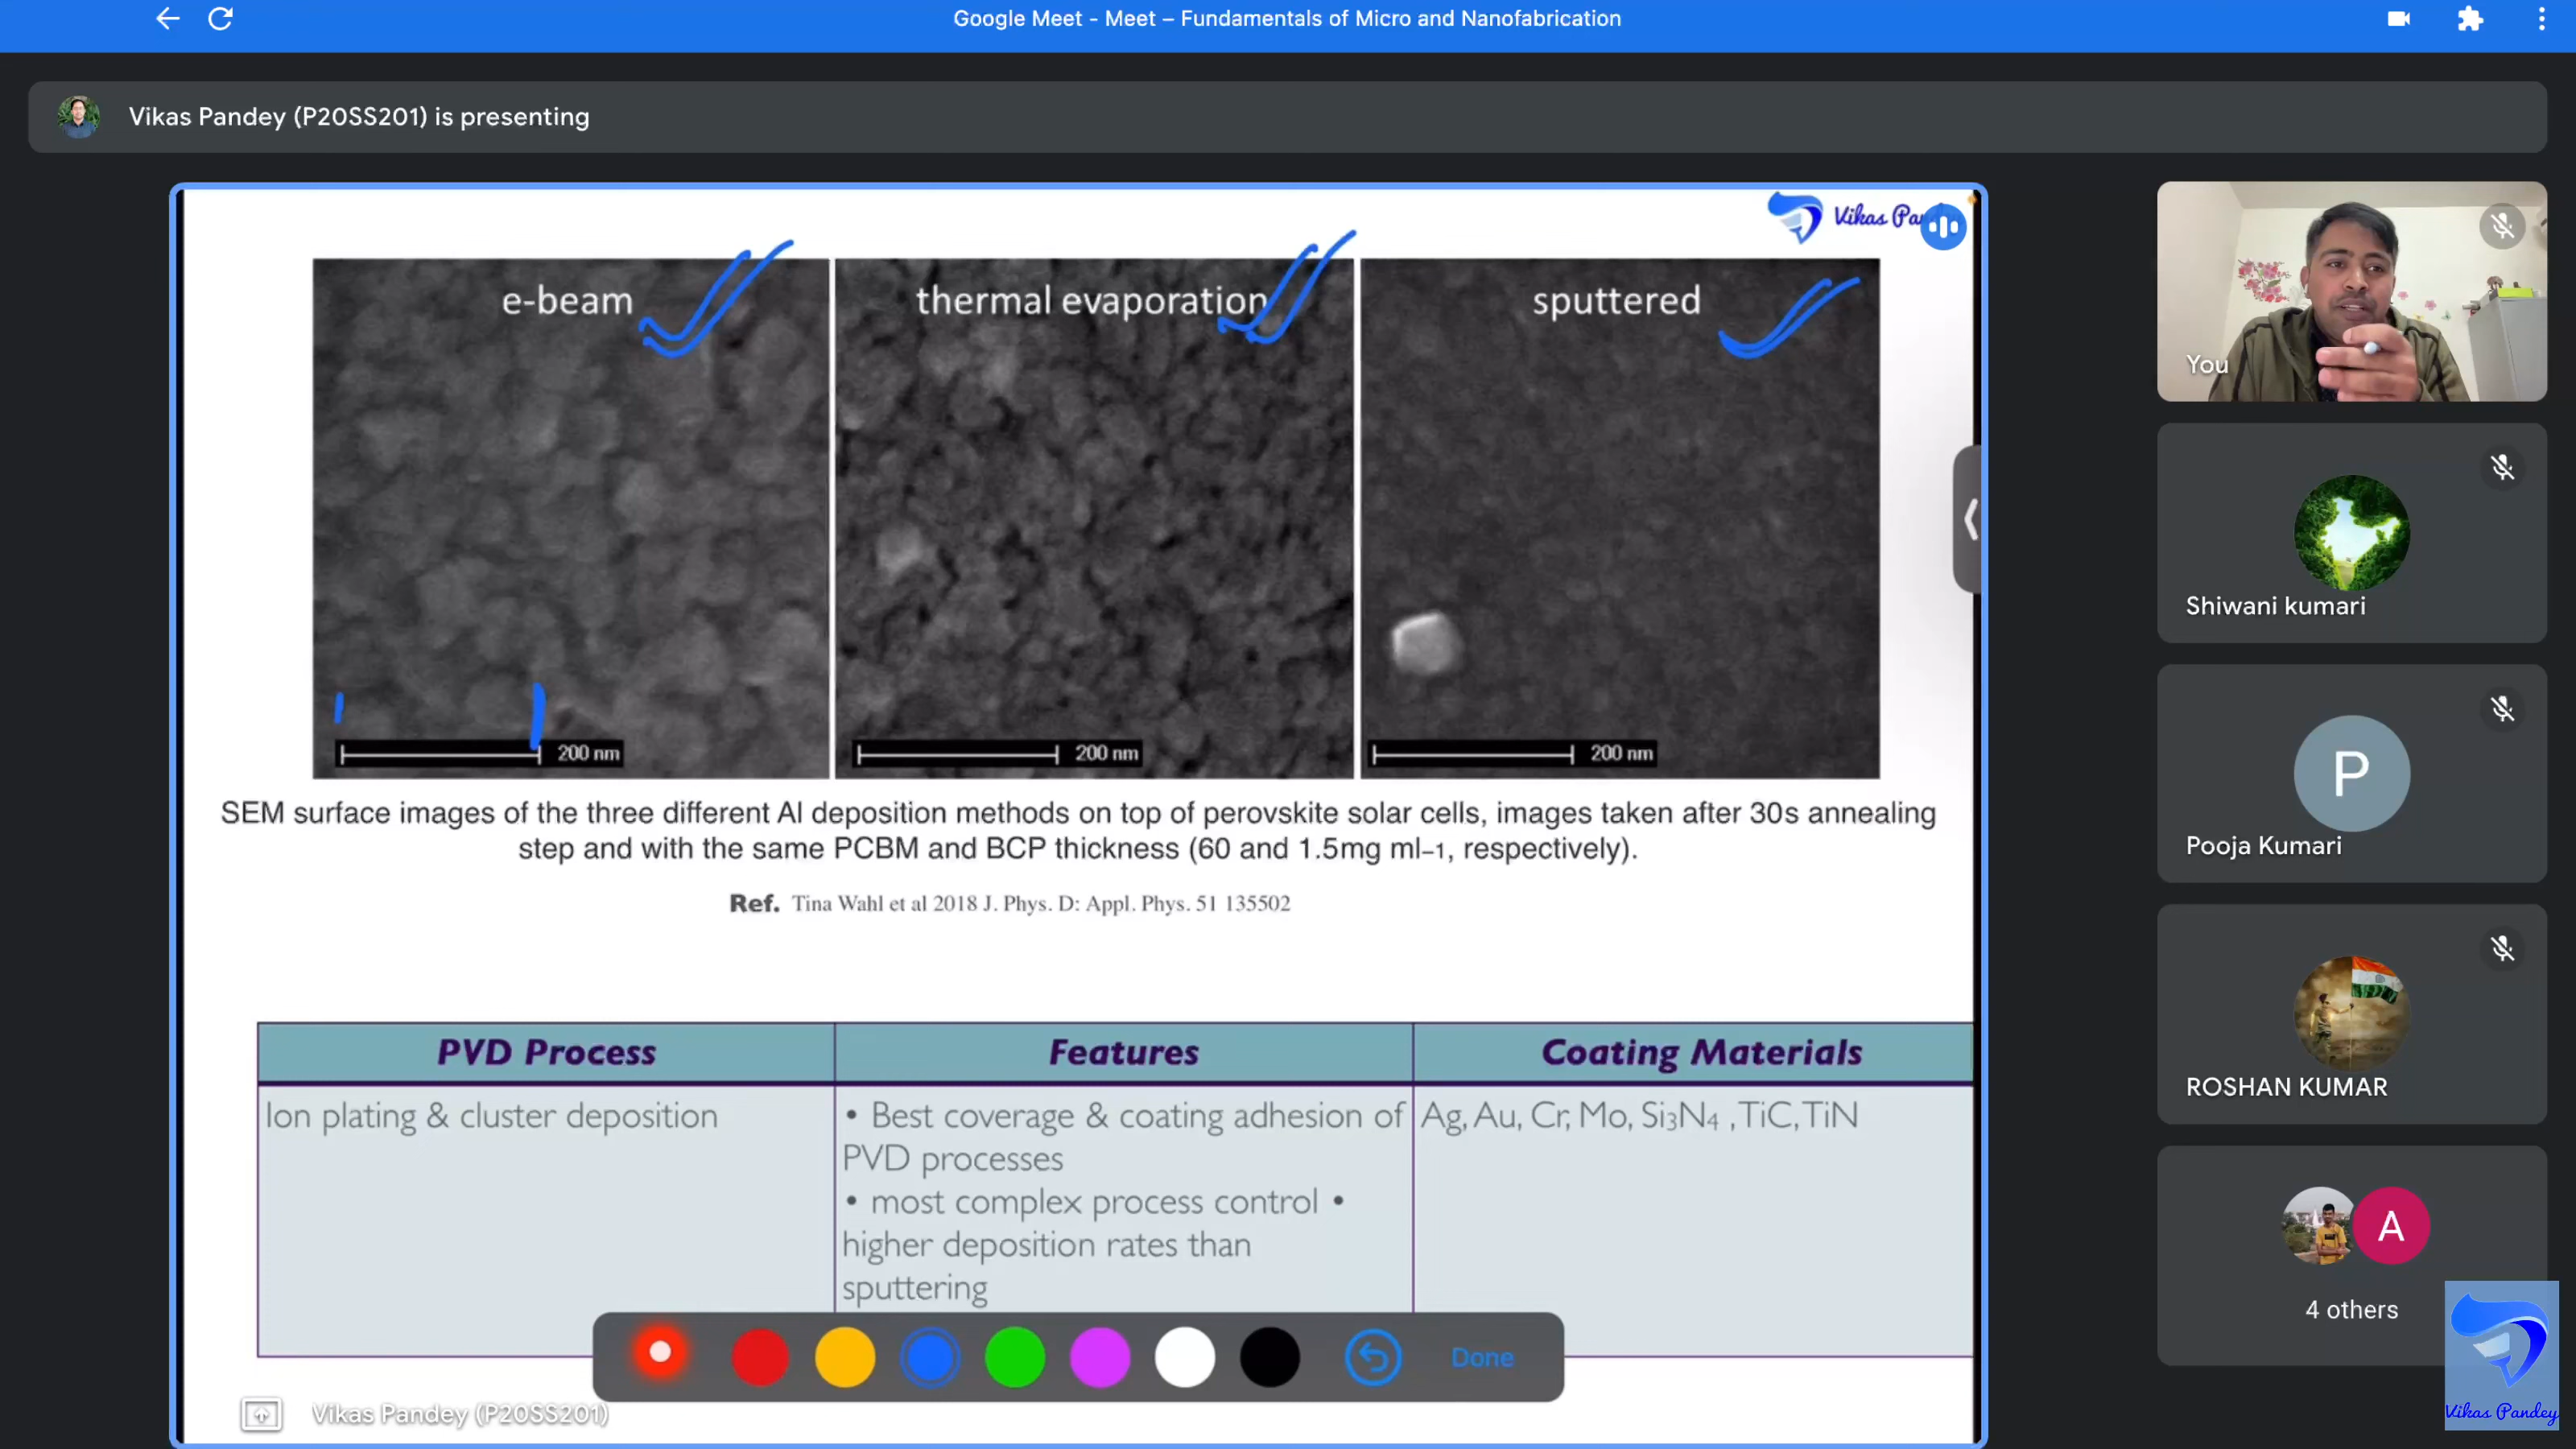 Google Meet - Meet – Fundamentals of Micro and Nanofabrication
Vikas Pandey (P20SS201) is presenting
Vikas Pa
e-beam
thermal evaporation
sputtered
200 nm
200 nm
200 nm
SEM surface images of the three different Al deposition methods on top of perovskite solar cells, images taken after 30s annealing
step and with the same PCBM and BCP thickness (60 and 1.5mg ml−1, respectively).
Ref. Tina Wahl et al 2018 J. Phys. D: Appl. Phys. 51 135502
PVD Process
Features
Coating Materials
Ion plating & cluster deposition
• Best coverage & coating adhesion of
PVD processes
• most complex process control •
higher deposition rates than
sputtering
Ag, Au, Cr, Mo, Si₃N₄ ,TiC, TiN
Done
Vikas Pandey (P20SS201)
You
Shiwani kumari
P
Pooja Kumari
ROSHAN KUMAR
A
4 others
Vikas Pandey